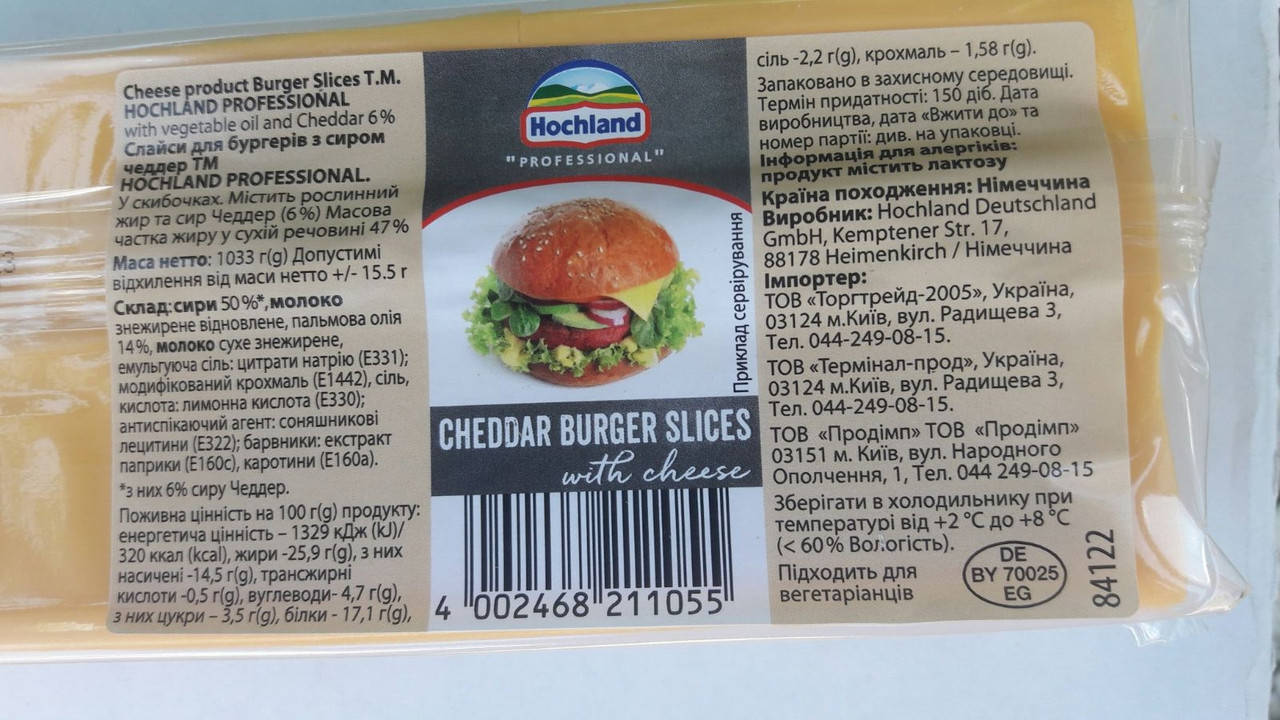 Cheese product Burger Slices T.M.
HOCHLAND PROFESSIONAL
with vegetable oil and Cheddar 6%
Слайси для бургерів з сиром
чеддер ТМ
HOCHLAND PROFESSIONAL.
У скибочках. Містить рослинний
жир та сир Чеддер (6%) Масова
частка жиру у сухій речовині 47%
Маса нетто: 1033 г(g) Допустимі
відхилення від маси нетто +/- 15.5 г
Склад: сири 50%*, молоко
знежирене відновлене, пальмова олія
14%, молоко сухе знежирене,
емульгуюча сіль: цитрати натрію (Е331);
модифікований крохмаль (Е1442), сіль,
кислота: лимонна кислота (Е330);
антиспікаючий агент: соняшникові
лецитини (Е322); барвники: екстракт
паприки (Е160с), каротини (Е160а).
*з них 6% сиру Чеддер.
Поживна цінність на 100 г(g) продукту:
енергетична цінність – 1329 кДж (kJ)/
320 ккал (kcal), жири -25,9 г(g), з них
насичені -14,5 г(g), трансжирні
кислоти -0,5 г(g), вуглеводи- 4,7 г(g),
з них цукри – 3,5 г(g), білки - 17,1 г(g),
Hochland
"PROFESSIONAL"
Приклад сервірування
CHEDDAR BURGER SLICES
with cheese
4 002468 211055
сіль -2,2 г(g), крохмаль – 1,58 г(g).
Запаковано в захисному середовищі.
Термін придатності: 150 діб. Дата
виробництва, дата «Вжити до» та
номер партії: див. на упаковці.
Інформація для алергіків:
продукт містить лактозу
Країна походження: Німеччина
Виробник: Hochland Deutschland
GmbH, Kemptener Str. 17,
88178 Heimenkirch / Німеччина
Імпортер:
ТОВ «Торгтрейд-2005», Україна,
03124 м.Київ, вул. Радищева 3,
Тел. 044-249-08-15.
ТОВ «Термінал-прод», Україна,
03124 м.Київ, вул. Радищева 3,
Тел. 044-249-08-15.
ТОВ «Продімп» ТОВ «Продімп»
03151 м. Київ, вул. Народного
Ополчення, 1, Тел. 044 249-08-15
Зберігати в холодильнику при
температурі від +2 °С до +8 °С
(< 60% Вологість).
Підходить для
вегетаріанців
DE
BY 70025
EG
84122